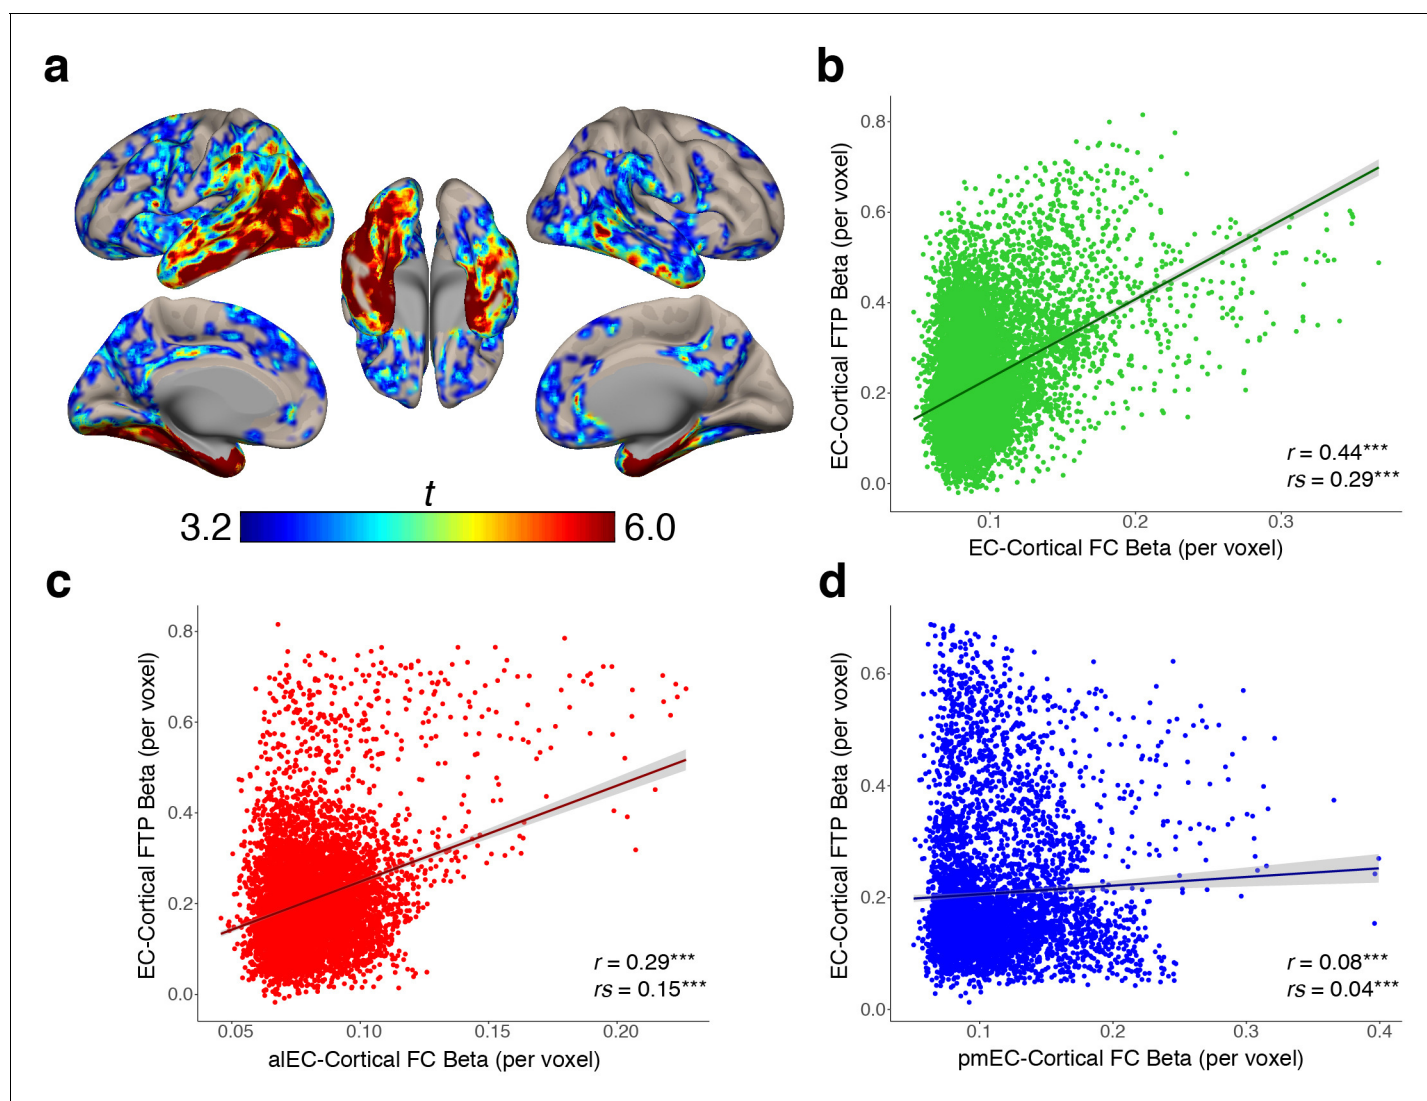 a
t
3.2 6.0
b
EC-Cortical FTP Beta (per voxel)
0.8
0.6
0.4
0.2
0.0
r = 0.44***
rs = 0.29***
0.1 0.2 0.3
EC-Cortical FC Beta (per voxel)
c
EC-Cortical FTP Beta (per voxel)
0.8
0.6
0.4
0.2
0.0
r = 0.29***
rs = 0.15***
0.05 0.10 0.15 0.20
alEC-Cortical FC Beta (per voxel)
d
EC-Cortical FTP Beta (per voxel)
0.6
0.4
0.2
0.0
r = 0.08***
rs = 0.04***
0.1 0.2 0.3 0.4
pmEC-Cortical FC Beta (per voxel)